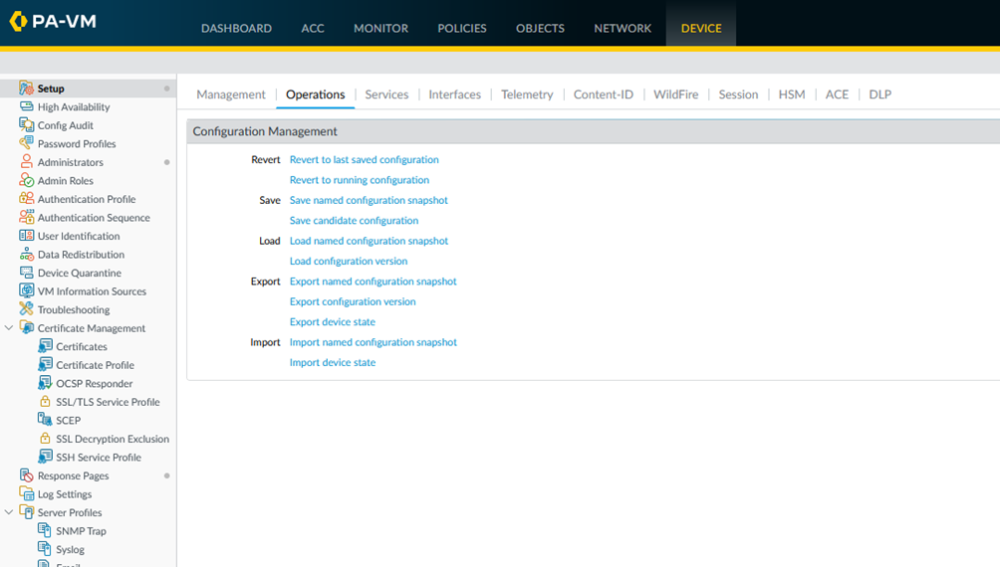 PA-VM
DASHBOARD ACC MONITOR POLICIES OBJECTS NETWORK DEVICE
Setup
High Availability
Config Audit
Password Profiles
Administrators
Admin Roles
Authentication Profile
Authentication Sequence
User Identification
Data Redistribution
Device Quarantine
VM Information Sources
Troubleshooting
Certificate Management
Certificates
Certificate Profile
OCSP Responder
SSL/TLS Service Profile
SCEP
SSL Decryption Exclusion
SSH Service Profile
Response Pages
Log Settings
Server Profiles
SNMP Trap
Syslog
Email
Management Operations Services Interfaces Telemetry Content-ID WildFire Session HSM ACE DLP
Configuration Management
Revert Revert to last saved configuration
Revert to running configuration
Save Save named configuration snapshot
Save candidate configuration
Load Load named configuration snapshot
Load configuration version
Export Export named configuration snapshot
Export configuration version
Export device state
Import Import named configuration snapshot
Import device state